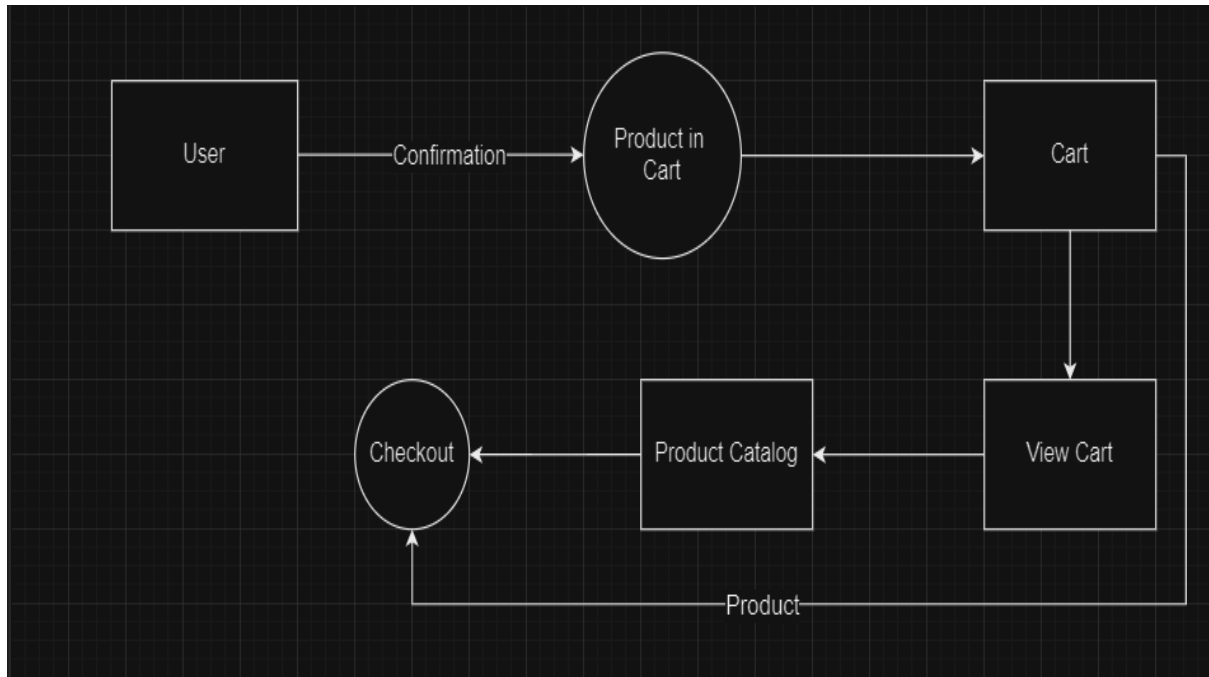 User
Confirmation
Product in
Cart
Cart
Checkout
Product Catalog
View Cart
Product